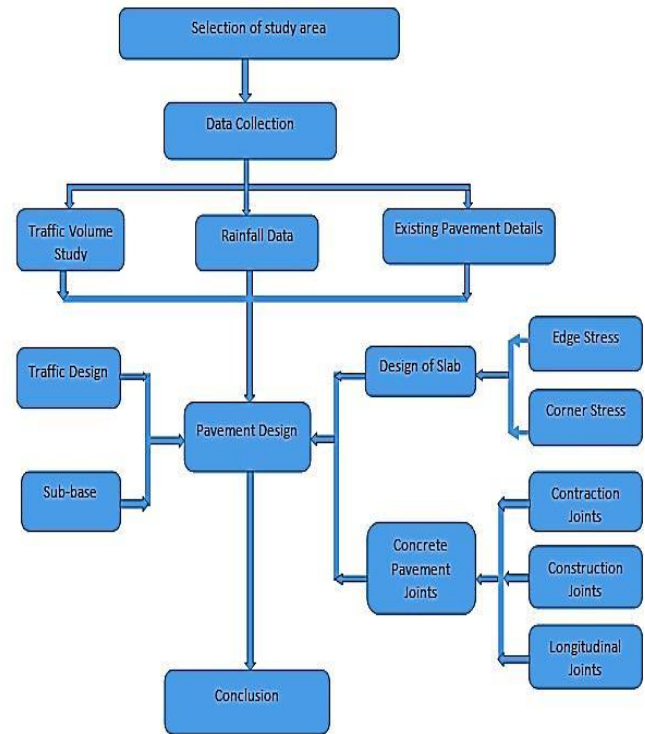 Selection of study area
Data Collection
Traffic Volume
Study
Rainfall Data
Existing Pavement Details
Traffic Design
Sub-base
Pavement Design
Design of Slab
Edge Stress
Corner Stress
Concrete
Pavement
Joints
Contraction
Joints
Construction
Joints
Longitudinal
Joints
Conclusion